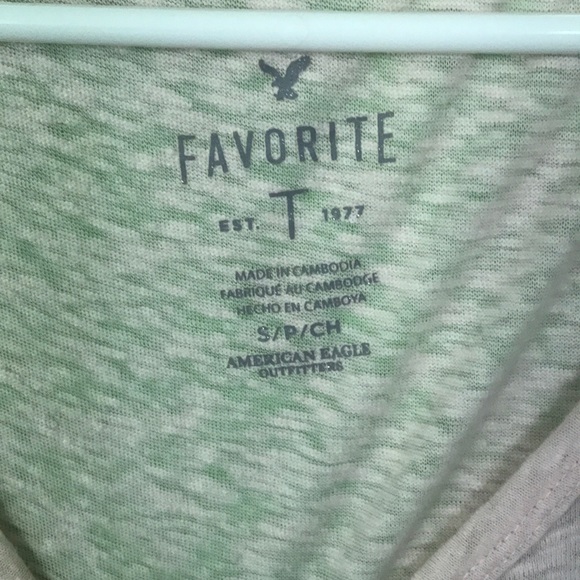 FAVORITE
EST. T 1977
MADE IN CAMBODIA
FABRIQUÉ AU CAMBODGE
HECHO EN CAMBOYA
S/P/CH
AMERICAN EAGLE
OUTFITTERS